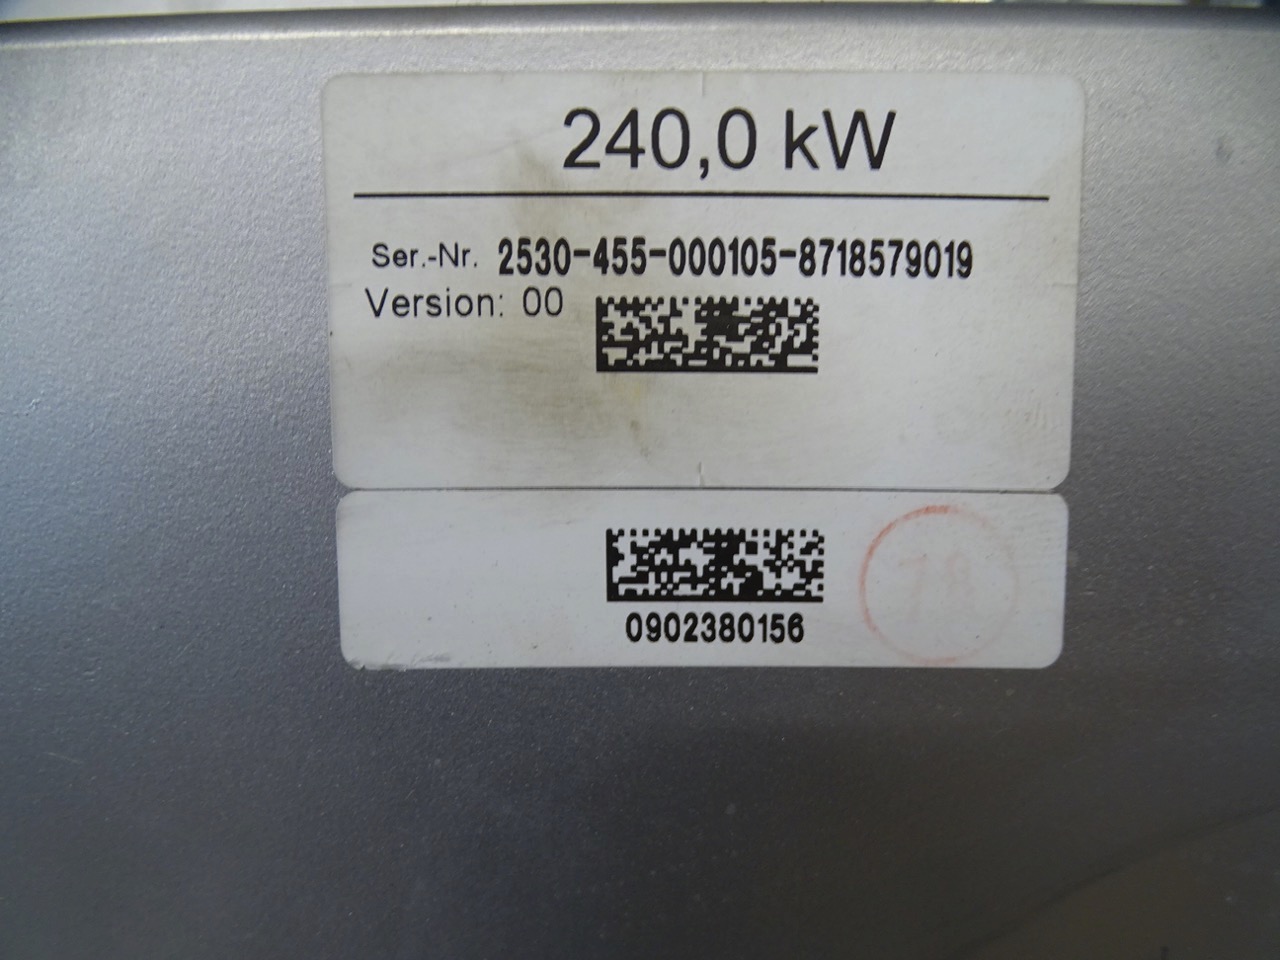 240,0 kW
Ser.-Nr. 2530-455-000105-8718579019
Version: 00
0902380156